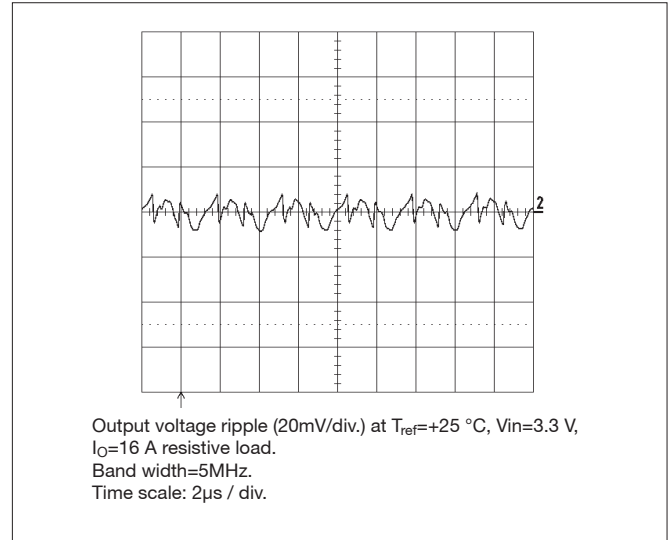 2
Output voltage ripple (20mV/div.) at Tref=+25 °C, Vin=3.3 V,
IO=16 A resistive load.
Band width=5MHz.
Time scale: 2µs / div.